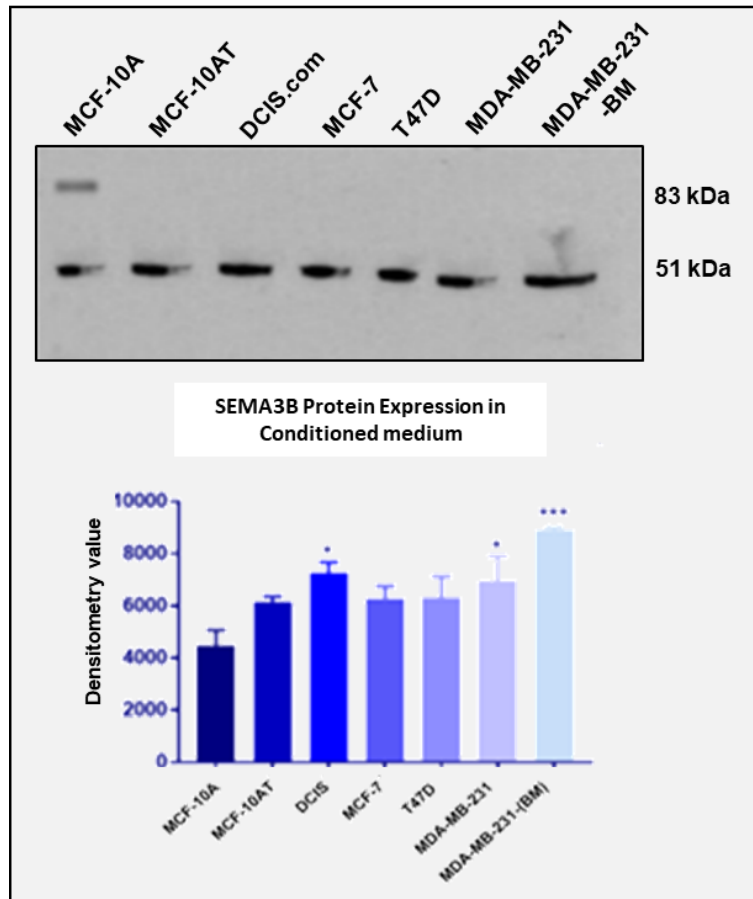 MCF-10A
MCF-10AT
DCIS.com
MCF-7
T47D
MDA-MB-231
MDA-MB-231
-BM
83 kDa
51 kDa
SEMA3B Protein Expression in
Conditioned medium
Densitometry value
10000
8000
6000
4000
2000
0
*
*
***
MCF-10A
MCF-10AT
DCIS
MCF-7
T47D
MDA-MB-231
MDA-MB-231-(BM)